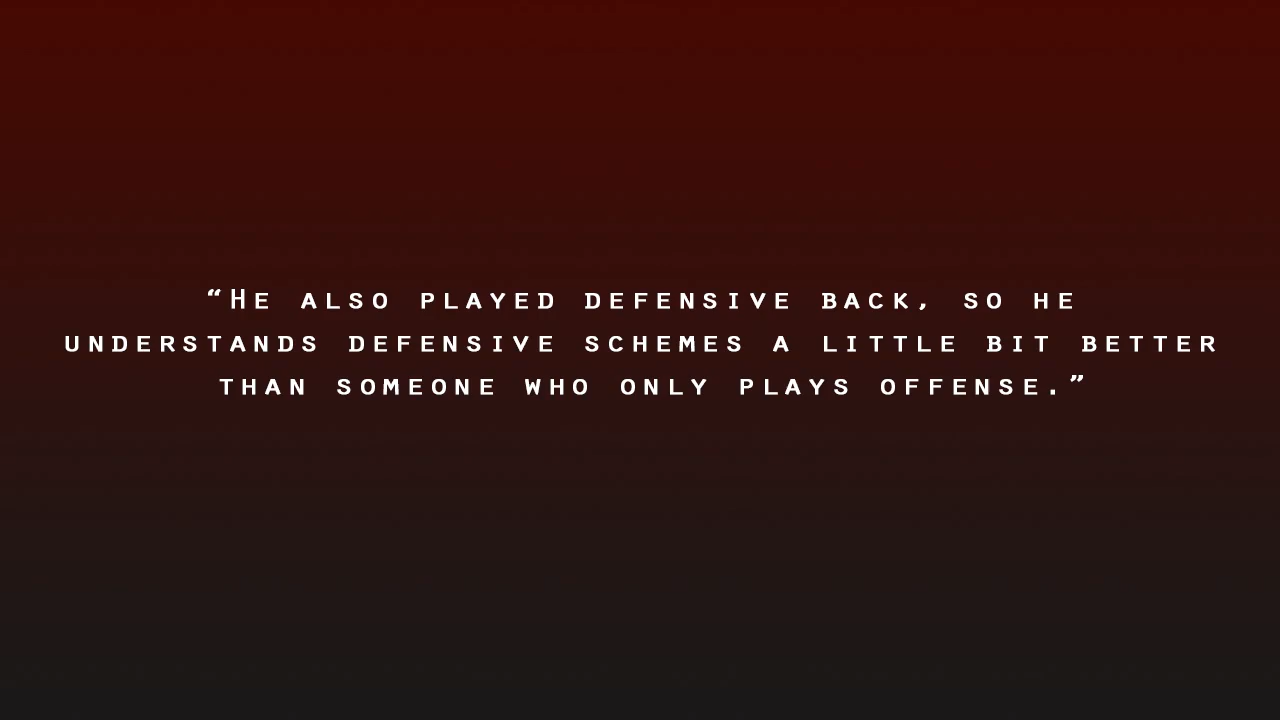 “He also played defensive back, so he
understands defensive schemes a little bit better
than someone who only plays offense.”